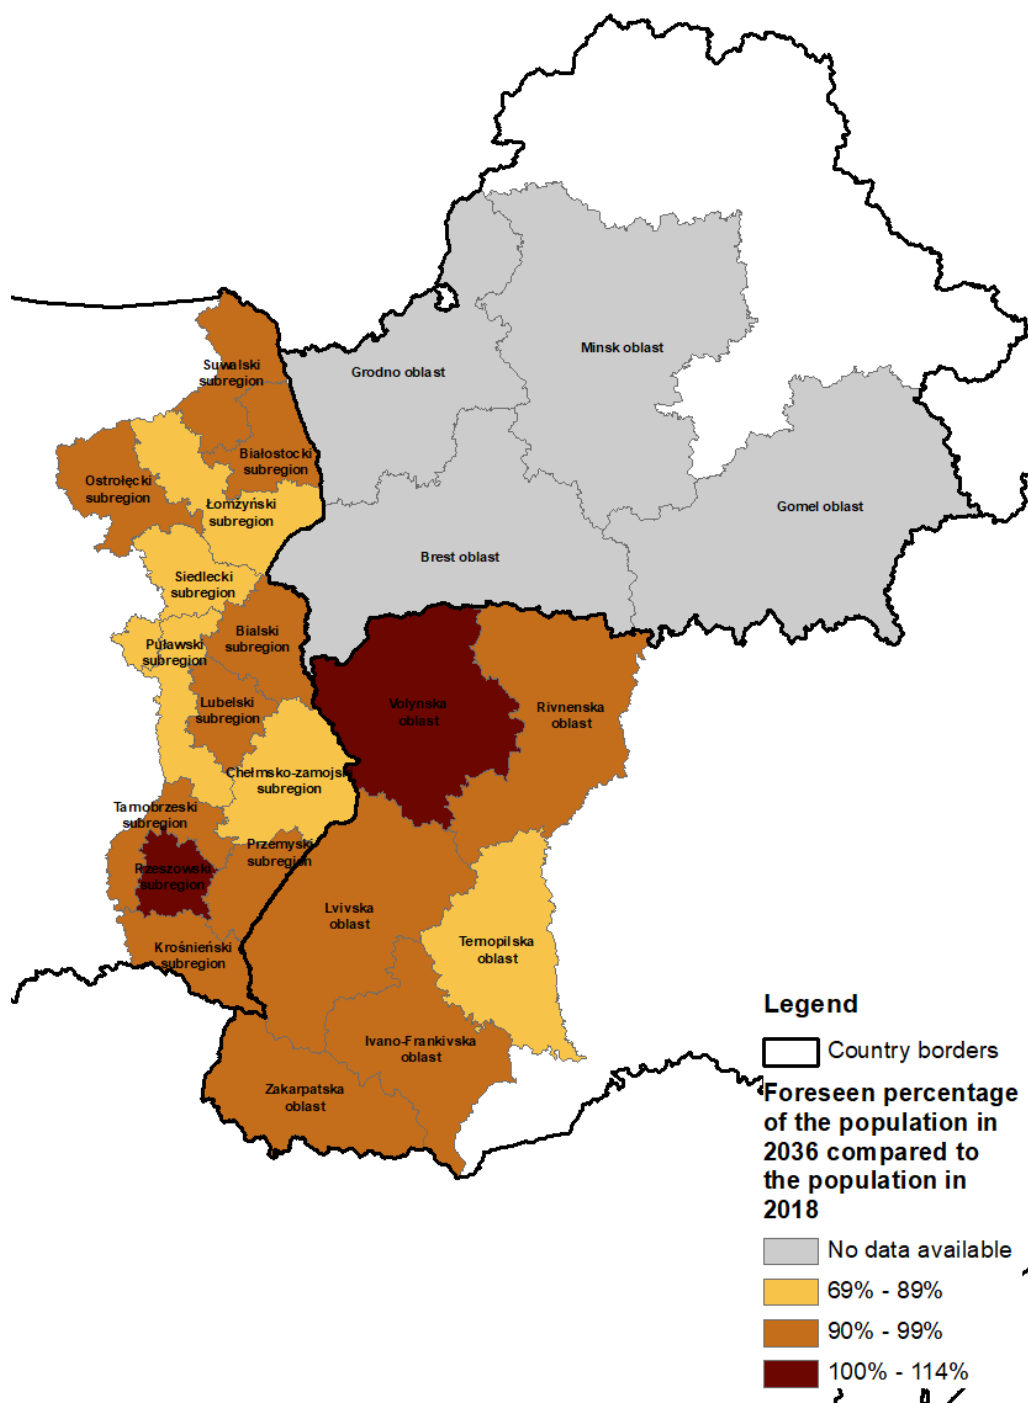 Minsk oblast
Suwalski
subregion
Grodno oblast
Białostocki
subregion
Ostrołęcki
subregion
Łomżyński
subregion
Gomel oblast
Brest oblast
Siedlecki
subregion
Bialski
subregion
Puławski
subregion
Lubelski
subregion
Volynska
oblast
Rivnenska
oblast
Chełmsko-zamojski
subregion
Tarnobrzeski
subregion
Przemyski
subregion
Rzeszowski
subregion
Lvivska
oblast
Ternopilska
oblast
Krośnieński
subregion
Ivano-Frankivska
oblast
Zakarpatska
oblast
Legend
Country borders
Foreseen percentage
of the population in
2036 compared to
the population in
2018
No data available
69% - 89%
90% - 99%
100% - 114%